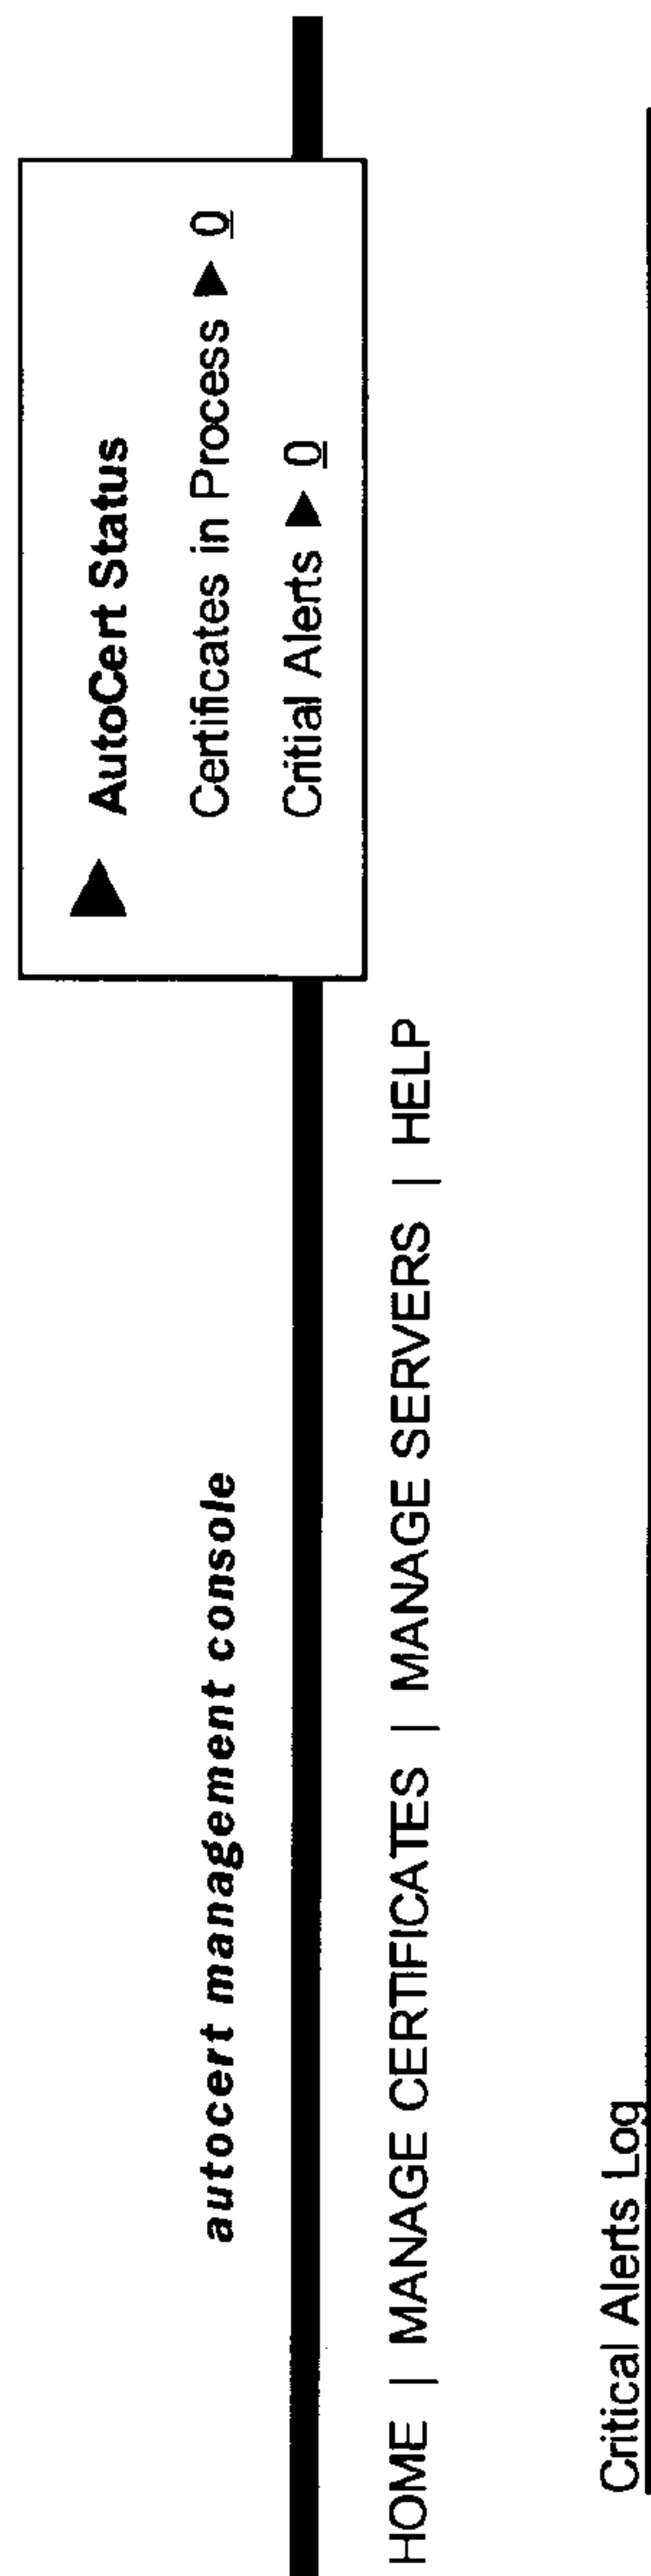 autocert management console
▶ AutoCert Status
Certificates in Process ▶ 0
Critial Alerts ▶ 0
HOME | MANAGE CERTIFICATES | MANAGE SERVERS | HELP
Critical Alerts Log